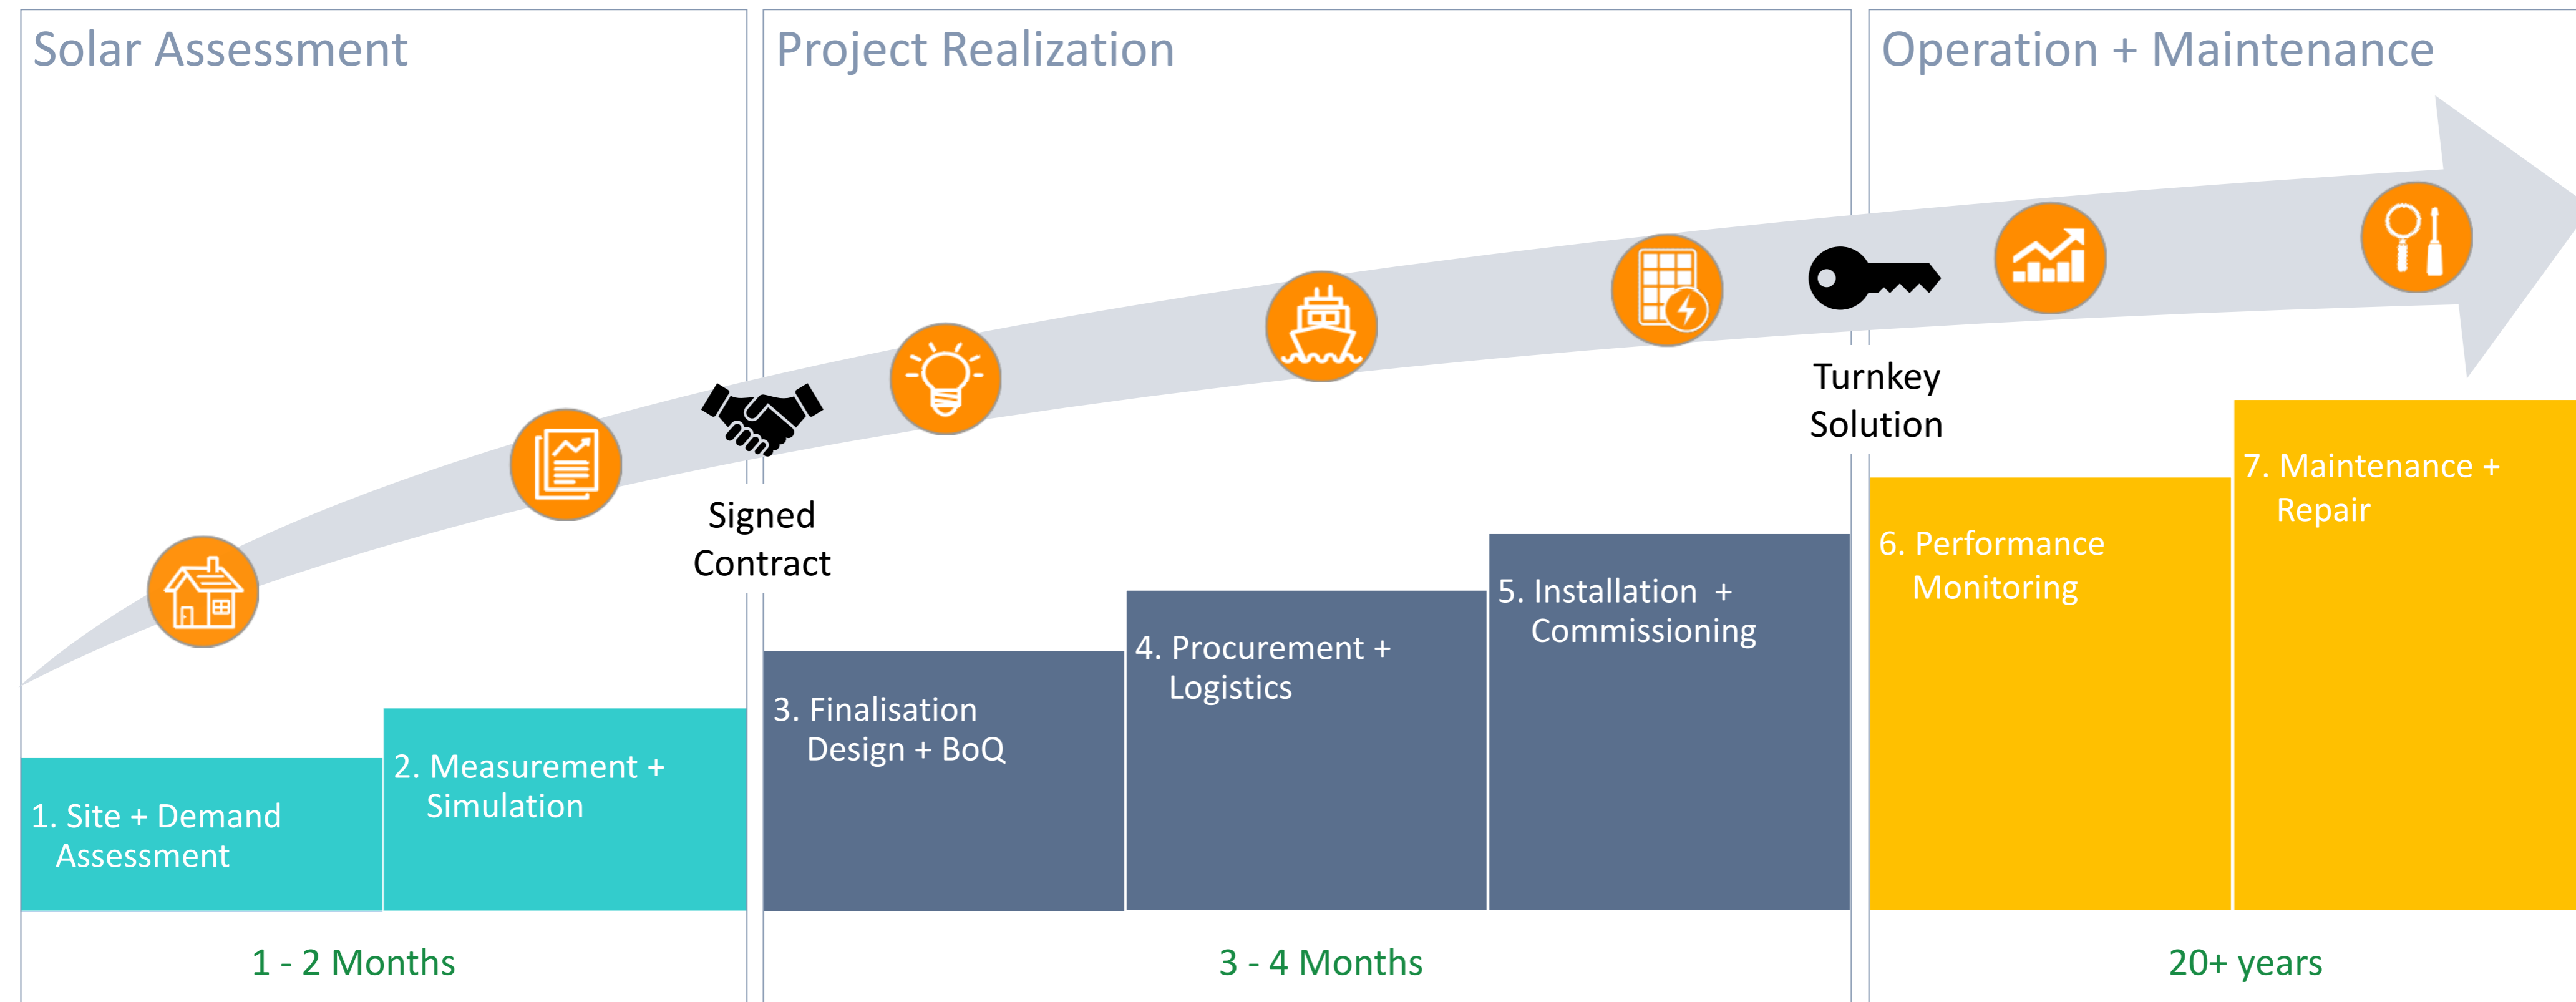 Solar Assessment
Project Realization
Operation + Maintenance
Signed
Contract
Turnkey
Solution
1. Site + Demand
Assessment
2. Measurement +
Simulation
3. Finalisation
Design + BoQ
4. Procurement +
Logistics
5. Installation +
Commissioning
6. Performance
Monitoring
7. Maintenance +
Repair
1 - 2 Months
3 - 4 Months
20+ years